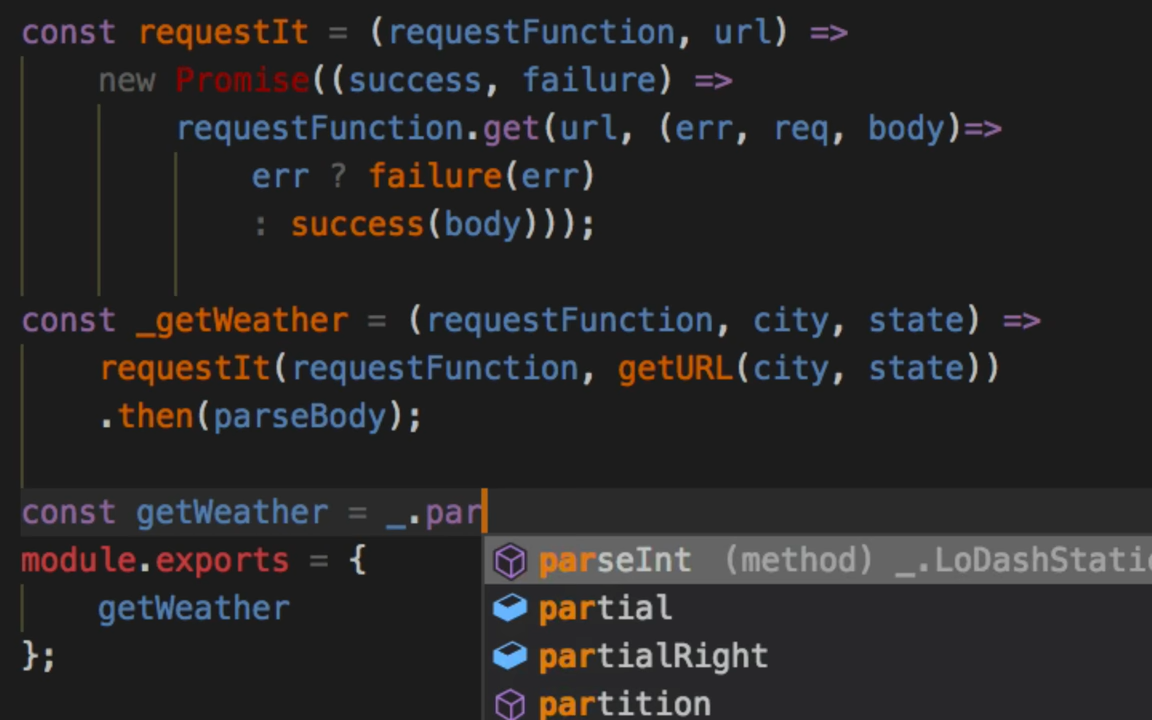 const requestIt = (requestFunction, url) =>
new Promise((success, failure) =>
requestFunction.get(url, (err, req, body)=>
err ? failure(err)
: success(body)));
const _getWeather = (requestFunction, city, state) =>
requestIt(requestFunction, getURL(city, state))
.then(parseBody);
const getWeather = _.par
module.exports = {
parseInt (method) _.LoDashStati
getWeather
partial
};
partialRight
partition